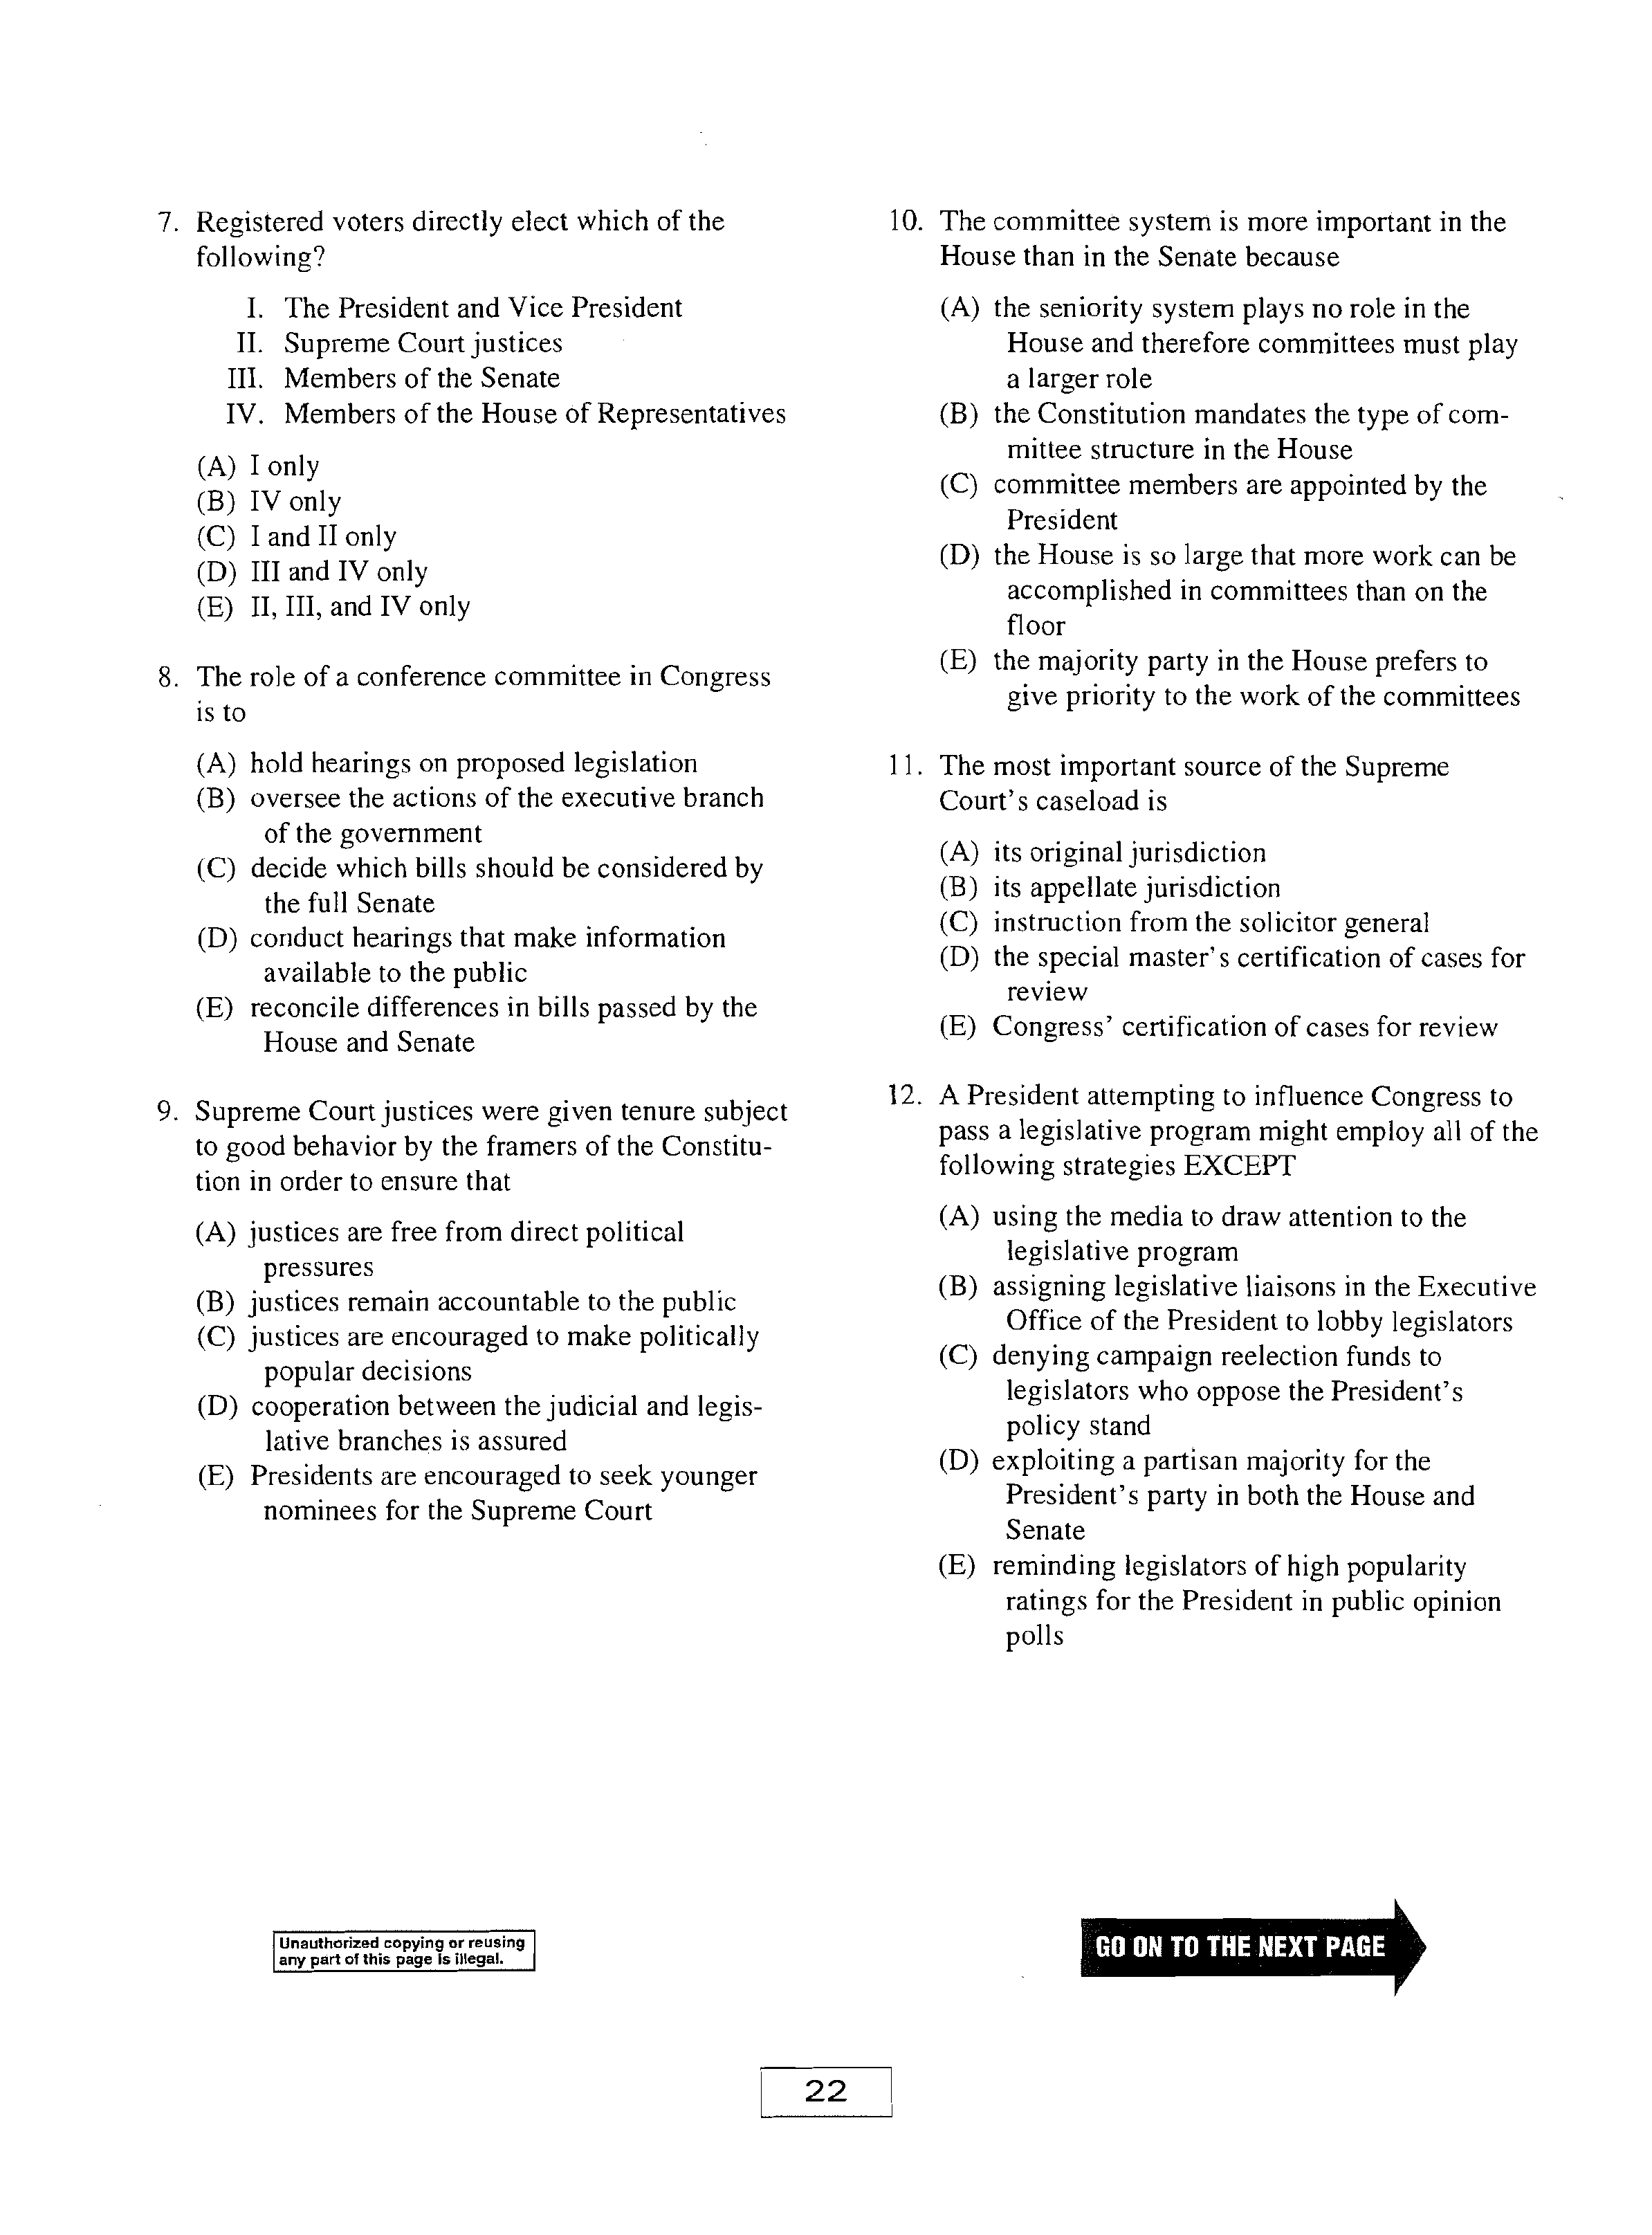 7. Registered voters directly elect which of the
following?
I. The President and Vice President
II. Supreme Court justices
III. Members of the Senate
IV. Members of the House of Representatives
(A) I only
(B) IV only
(C) I and II only
(D) III and IV only
(E) II, III, and IV only
8. The role of a conference committee in Congress
is to
(A) hold hearings on proposed legislation
(B) oversee the actions of the executive branch
of the government
(C) decide which bills should be considered by
the full Senate
(D) conduct hearings that make information
available to the public
(E) reconcile differences in bills passed by the
House and Senate
9. Supreme Court justices were given tenure subject
to good behavior by the framers of the Constitu-
tion in order to ensure that
(A) justices are free from direct political
pressures
(B) justices remain accountable to the public
(C) justices are encouraged to make politically
popular decisions
(D) cooperation between the judicial and legis-
lative branches is assured
(E) Presidents are encouraged to seek younger
nominees for the Supreme Court
10. The committee system is more important in the
House than in the Senate because
(A) the seniority system plays no role in the
House and therefore committees must play
a larger role
(B) the Constitution mandates the type of com-
mittee structure in the House
(C) committee members are appointed by the
President
(D) the House is so large that more work can be
accomplished in committees than on the
floor
(E) the majority party in the House prefers to
give priority to the work of the committees
11. The most important source of the Supreme
Court's caseload is
(A) its original jurisdiction
(B) its appellate jurisdiction
(C) instruction from the solicitor general
(D) the special master's certification of cases for
review
(E) Congress' certification of cases for review
12. A President attempting to influence Congress to
pass a legislative program might employ all of the
following strategies EXCEPT
(A) using the media to draw attention to the
legislative program
(B) assigning legislative liaisons in the Executive
Office of the President to lobby legislators
(C) denying campaign reelection funds to
legislators who oppose the President's
policy stand
(D) exploiting a partisan majority for the
President's party in both the House and
Senate
(E) reminding legislators of high popularity
ratings for the President in public opinion
polls
Unauthorized copying or reusing
any part of this page is illegal.
GO ON TO THE NEXT PAGE
22